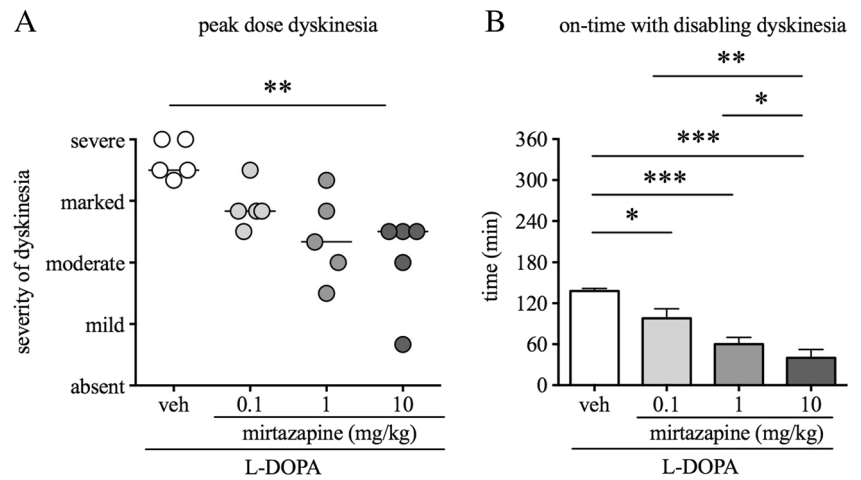 A
peak dose dyskinesia
**
severe
marked
moderate
mild
absent
severity of dyskinesia
veh
0.1
1
10
mirtazapine (mg/kg)
L-DOPA
B
on-time with disabling dyskinesia
**
*
***
***
*
360
300
240
180
120
60
0
time (min)
veh
0.1
1
10
mirtazapine (mg/kg)
L-DOPA